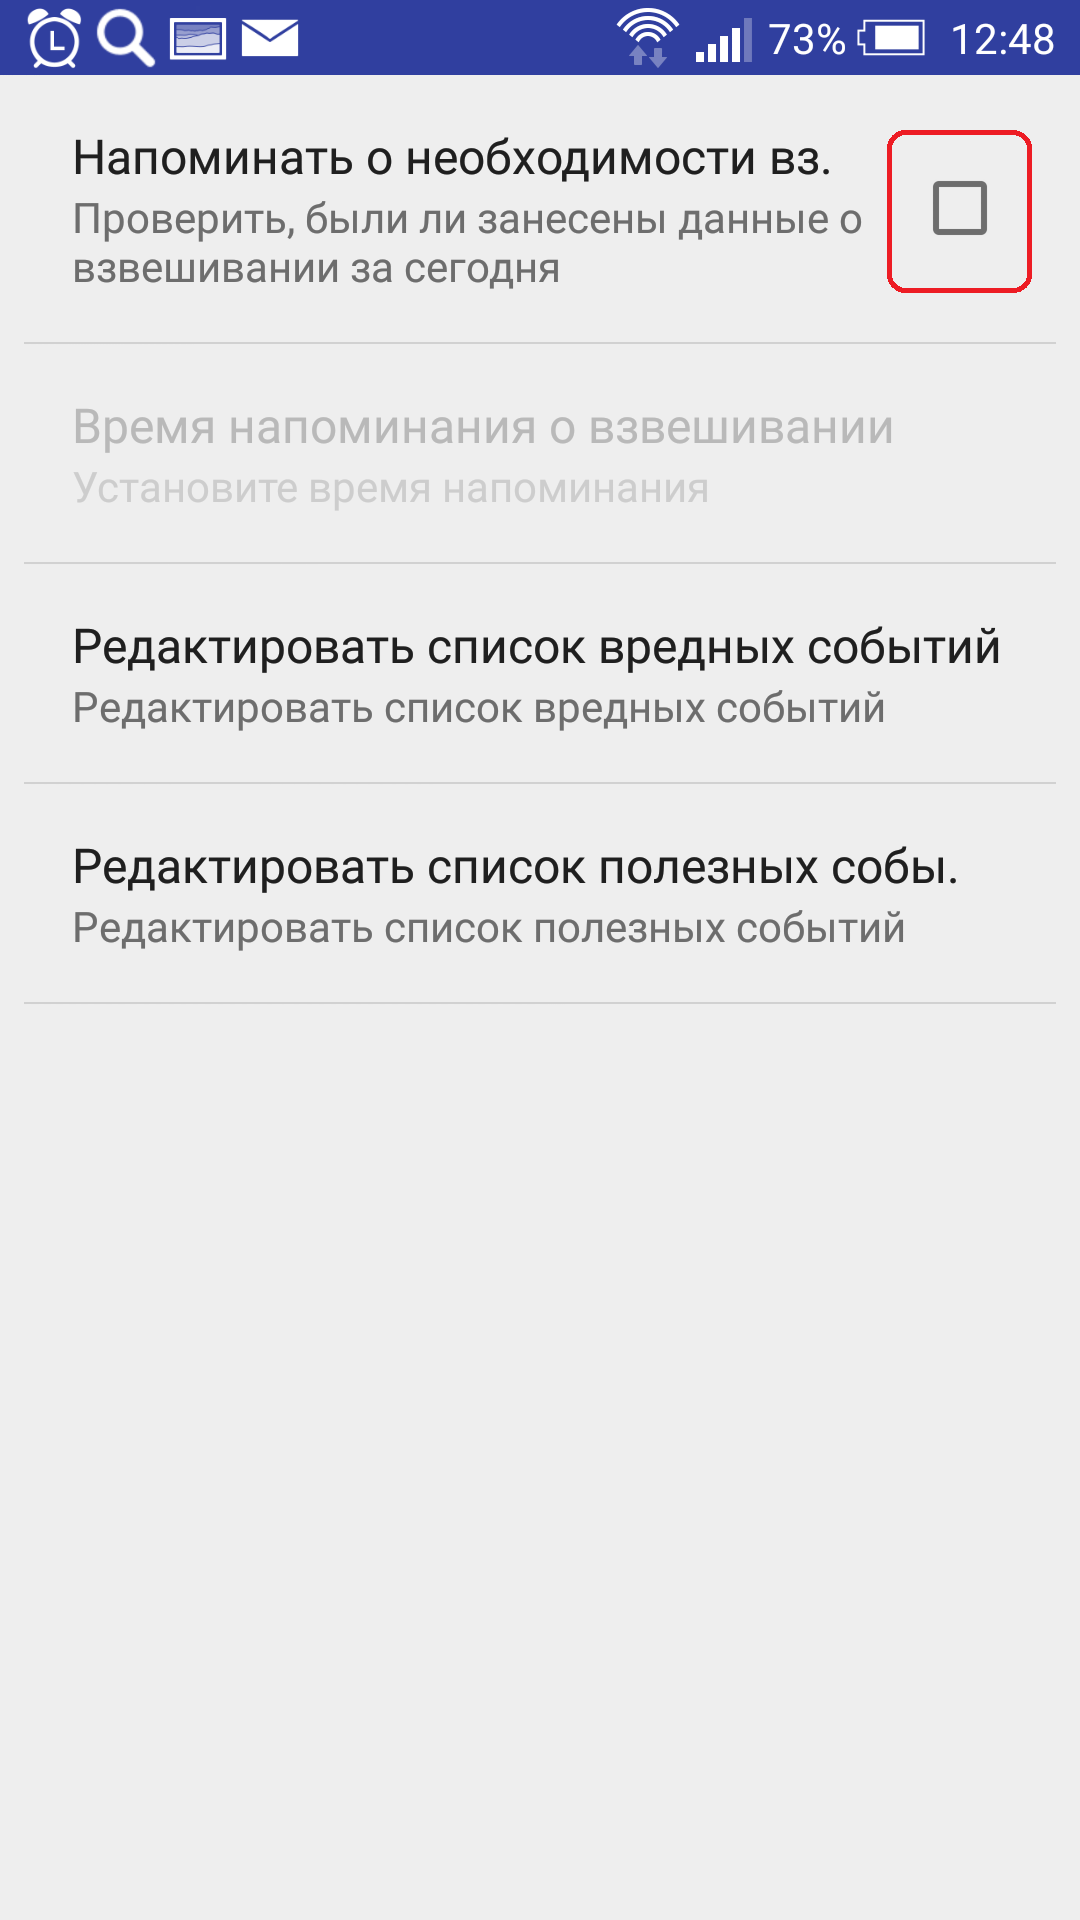 73% 12:48
Напоминать о необходимости вз.
Проверить, были ли занесены данные о
взвешивании за сегодня
Время напоминания о взвешивании
Установите время напоминания
Редактировать список вредных событий
Редактировать список вредных событий
Редактировать список полезных собы.
Редактировать список полезных событий